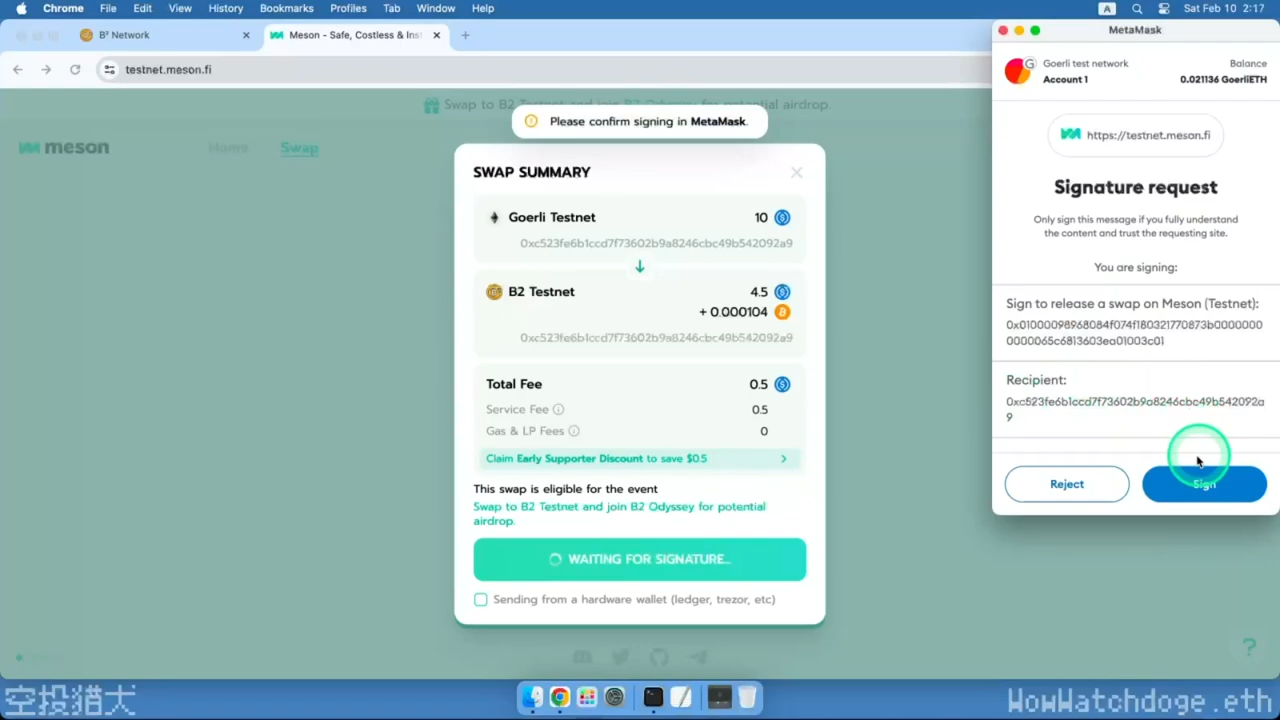 Chrome File Edit View History Bookmarks Profiles Tab Window Help
A Sat Feb 10 2:17
B² Network
Meson - Safe, Costless & Inst
testnet.meson.fi
Swap to B2 Testnet and join B2 Odyssey for potential airdrop
meson Home Swap
Please confirm signing in MetaMask.
SWAP SUMMARY
Goerli Testnet 10
0xc523fe6b1ccd7f73602b9a8246cbc49b542092a9
B2 Testnet 4.5
+ 0.000104
0xc523fe6b1ccd7f73602b9a8246cbc49b542092a9
Total Fee 0.5
Service Fee 0.5
Gas & LP Fees 0
Claim Early Supporter Discount to save $0.5
This swap is eligible for the event
Swap to B2 Testnet and join B2 Odyssey for potential
airdrop.
WAITING FOR SIGNATURE...
Sending from a hardware wallet (ledger, trezor, etc)
MetaMask
G Goerli test network Balance
Account 1 0.021136 GoerliETH
https://testnet.meson.fi
Signature request
Only sign this message if you fully understand
the content and trust the requesting site.
You are signing:
Sign to release a swap on Meson (Testnet):
0x01000098968084f074f180321770873b0000000
0000065c6813603ea01003c01
Recipient:
0xc523fe6b1ccd7f73602b9a8246cbc49b542092a
9
Reject Sign
?
空投猎犬
WowWatchdoge.eth